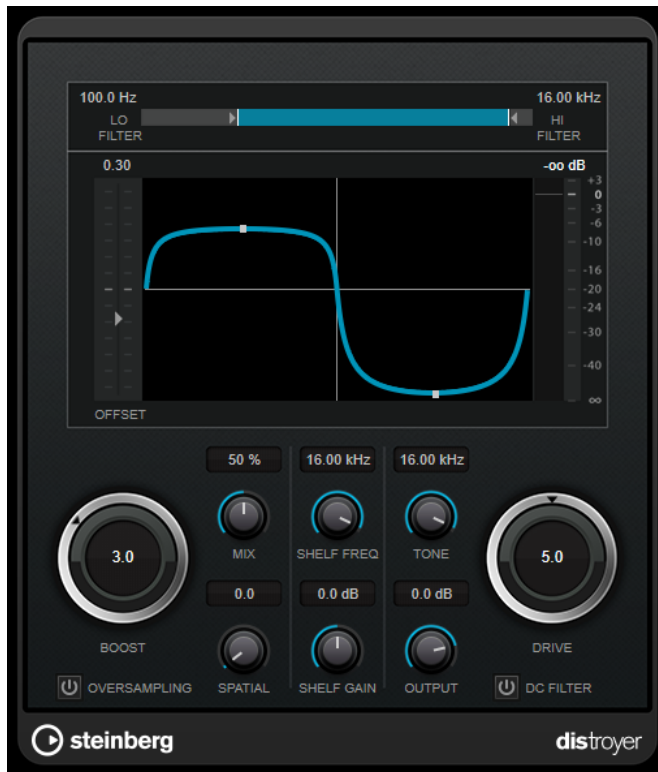 100.0 Hz 16.00 kHz
LO HI
FILTER FILTER
0.30 -oo dB
+3
0
-3
-6
-10
-16
-20
-24
-30
-40
∞
OFFSET
50 % 16.00 kHz 16.00 kHz
3.0 5.0
MIX SHELF FREQ TONE
0.0 0.0 dB 0.0 dB
BOOST DRIVE
OVERSAMPLING SPATIAL SHELF GAIN OUTPUT DC FILTER
steinberg distroyer